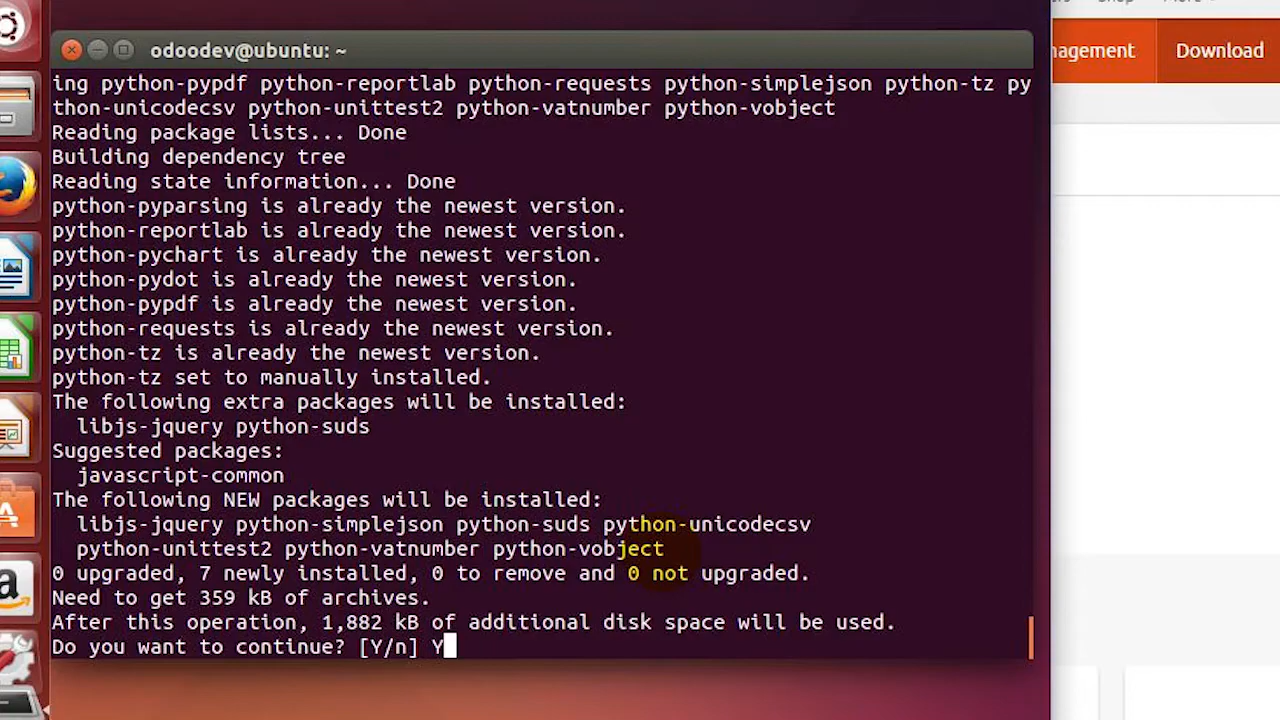 odoodev@ubuntu: ~
nagement
Download
ing python-pypdf python-reportlab python-requests python-simplejson python-tz py
thon-unicodecsv python-unittest2 python-vatnumber python-vobject
Reading package lists... Done
Building dependency tree
Reading state information... Done
python-pyparsing is already the newest version.
python-reportlab is already the newest version.
python-pychart is already the newest version.
python-pydot is already the newest version.
python-pypdf is already the newest version.
python-requests is already the newest version.
python-tz is already the newest version.
python-tz set to manually installed.
The following extra packages will be installed:
libjs-jquery python-suds
Suggested packages:
javascript-common
The following NEW packages will be installed:
libjs-jquery python-simplejson python-suds python-unicodecsv
python-unittest2 python-vatnumber python-vobject
0 upgraded, 7 newly installed, 0 to remove and 0 not upgraded.
Need to get 359 kB of archives.
After this operation, 1,882 kB of additional disk space will be used.
Do you want to continue? [Y/n] Y